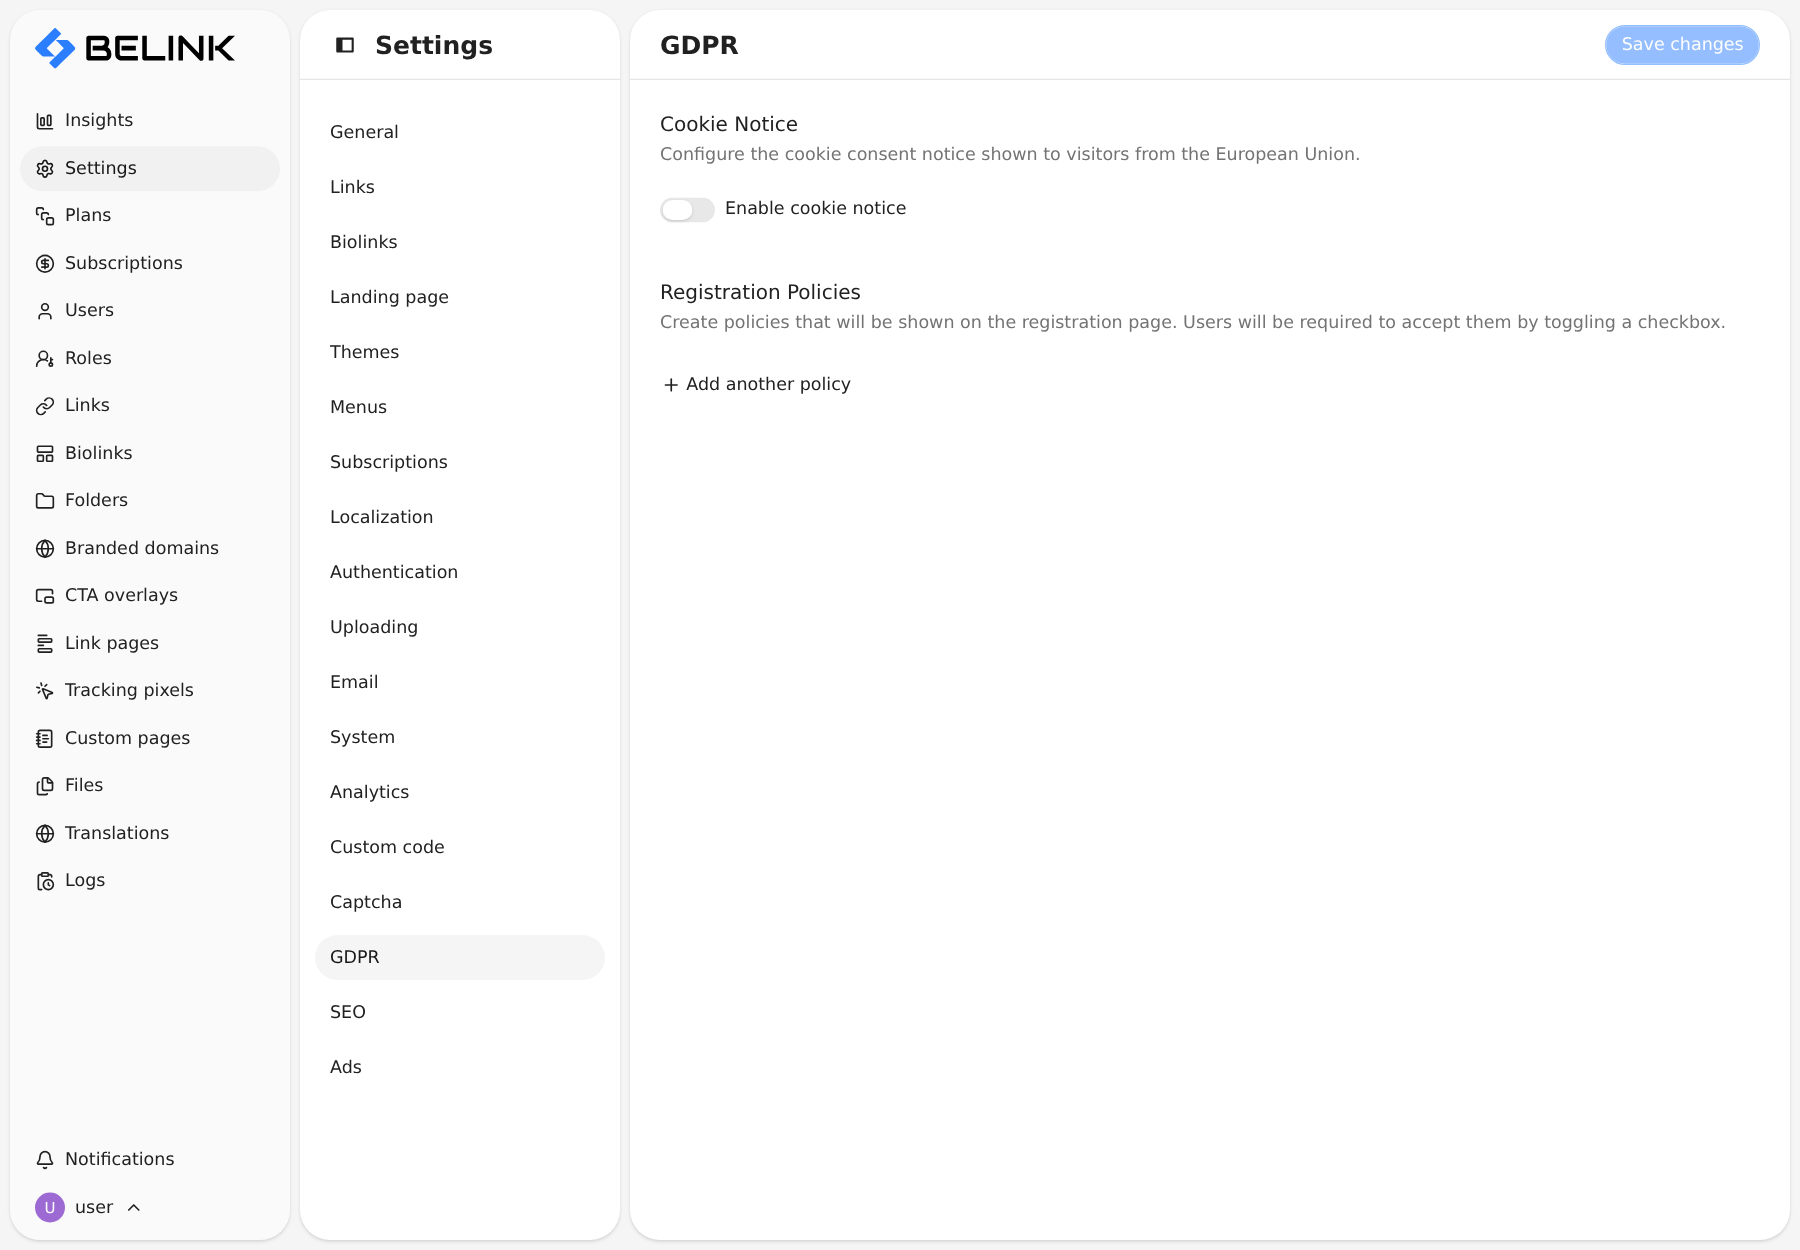 BELINK
Insights
Settings
Plans
Subscriptions
Users
Roles
Links
Biolinks
Folders
Branded domains
CTA overlays
Link pages
Tracking pixels
Custom pages
Files
Translations
Logs
Notifications
U user
Settings
General
Links
Biolinks
Landing page
Themes
Menus
Subscriptions
Localization
Authentication
Uploading
Email
System
Analytics
Custom code
Captcha
GDPR
SEO
Ads
GDPR
Save changes
Cookie Notice
Configure the cookie consent notice shown to visitors from the European Union.
Enable cookie notice
Registration Policies
Create policies that will be shown on the registration page. Users will be required to accept them by toggling a checkbox.
Add another policy